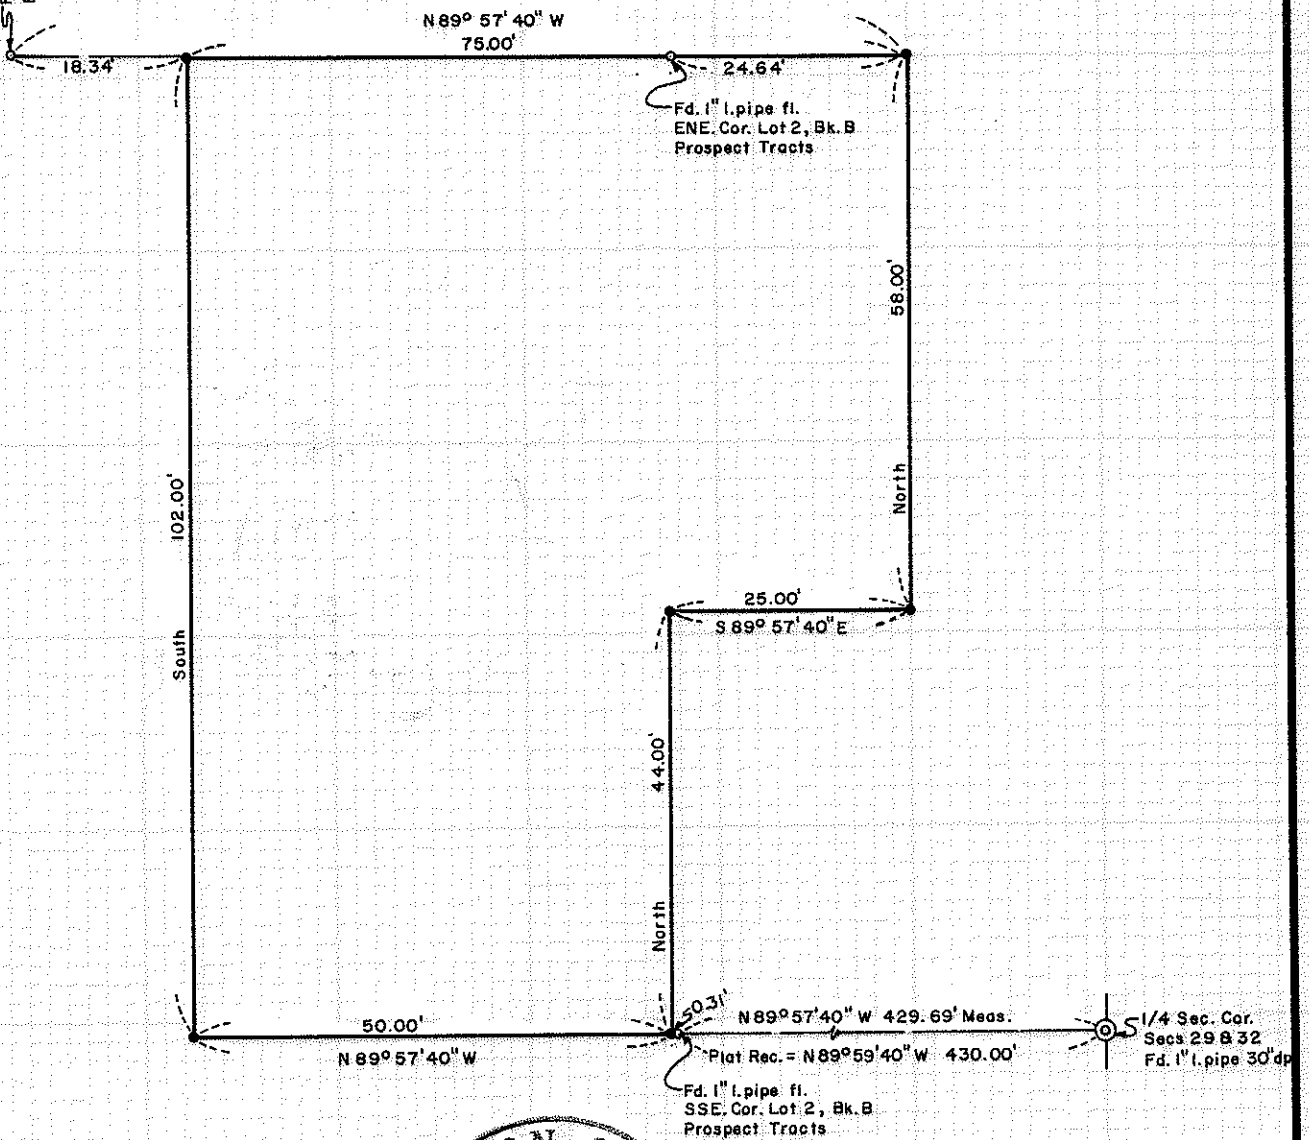 N 89° 57' 40" W
75.00'
18.34'
24.64'
Fd. 1" I.pipe fl.
ENE. Cor. Lot 2, Bk. B
Prospect Tracts
58.00'
North
102.00'
South
25.00'
S 89° 57' 40" E
44.00'
North
50.00'
N 89° 57' 40" W
0.31'
N 89° 57' 40" W 429.69' Meas.
Plat Rec. = N 89° 59' 40" W 430.00'
1/4 Sec. Cor.
Secs 29 & 32
Fd. 1" I.pipe 30" dp
Fd. 1" I.pipe fl.
SSE. Cor. Lot 2, Bk. B
Prospect Tracts